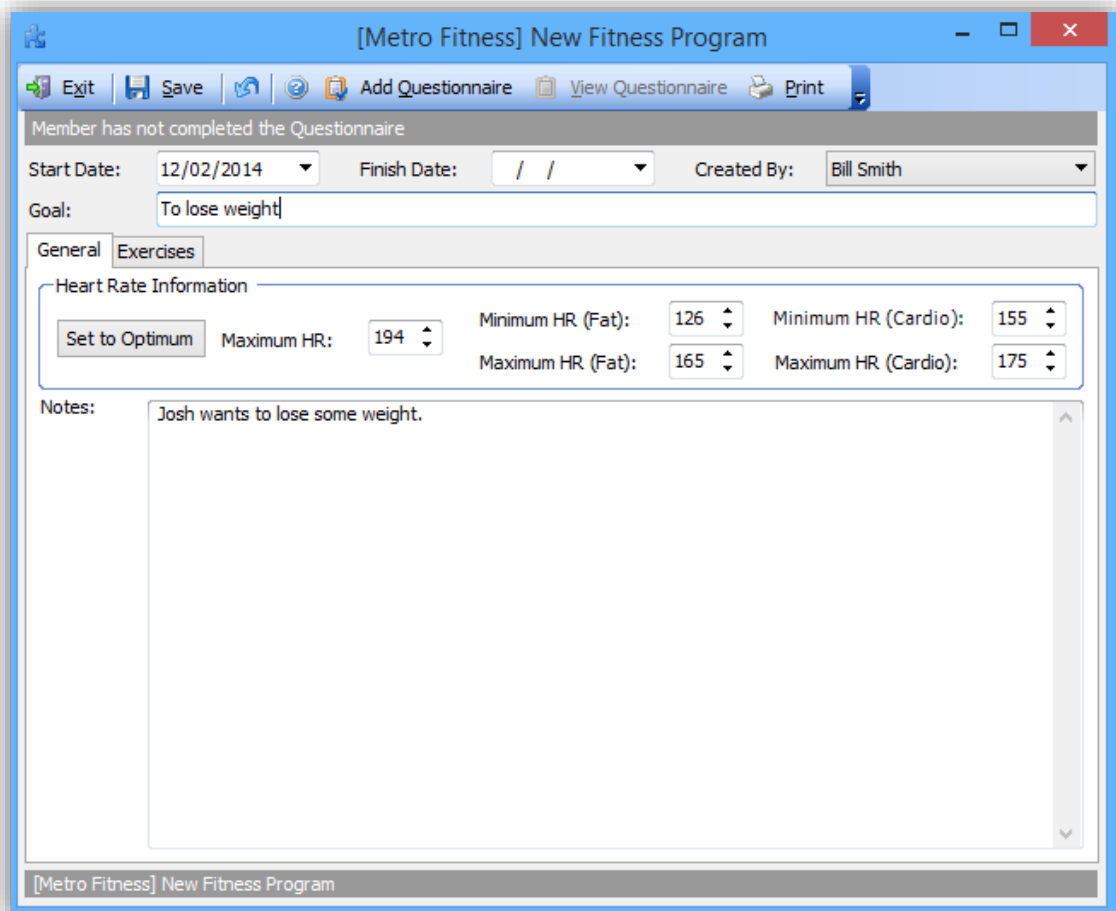 [Metro Fitness] New Fitness Program
Exit Save Add Questionnaire View Questionnaire Print
Member has not completed the Questionnaire
Start Date: 12/02/2014 Finish Date: / / Created By: Bill Smith
Goal: To lose weight
General Exercises
Heart Rate Information
Set to Optimum Maximum HR: 194 Minimum HR (Fat): 126 Minimum HR (Cardio): 155
Maximum HR (Fat): 165 Maximum HR (Cardio): 175
Notes: Josh wants to lose some weight.
[Metro Fitness] New Fitness Program